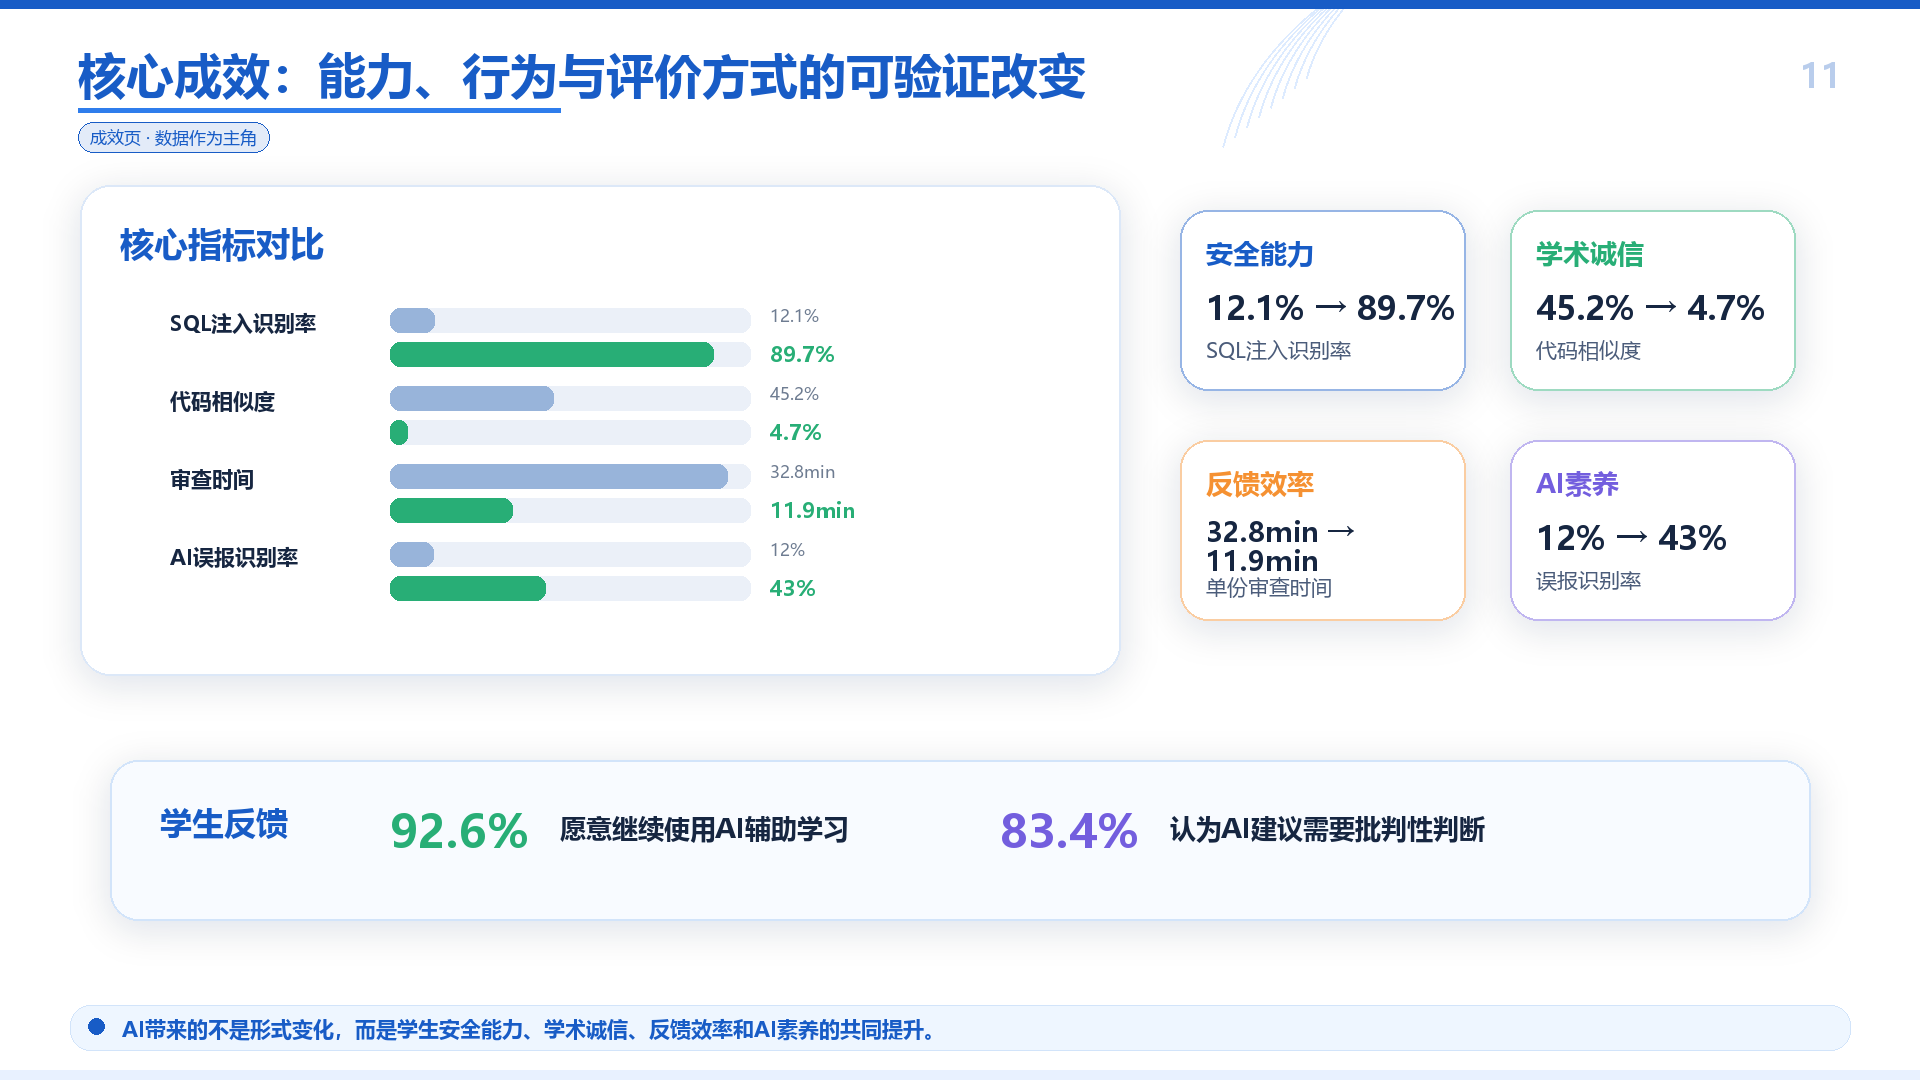 核心成效：能力、行为与评价方式的可验证改变
11
成效页 · 数据作为主角
核心指标对比
SQL注入识别率
12.1%
89.7%
代码相似度
45.2%
4.7%
审查时间
32.8min
11.9min
AI误报识别率
12%
43%
安全能力
12.1% → 89.7%
SQL注入识别率
学术诚信
45.2% → 4.7%
代码相似度
反馈效率
32.8min →
11.9min
单份审查时间
AI素养
12% → 43%
误报识别率
学生反馈
92.6%
愿意继续使用AI辅助学习
83.4%
认为AI建议需要批判性判断
AI带来的不是形式变化，而是学生安全能力、学术诚信、反馈效率和AI素养的共同提升。